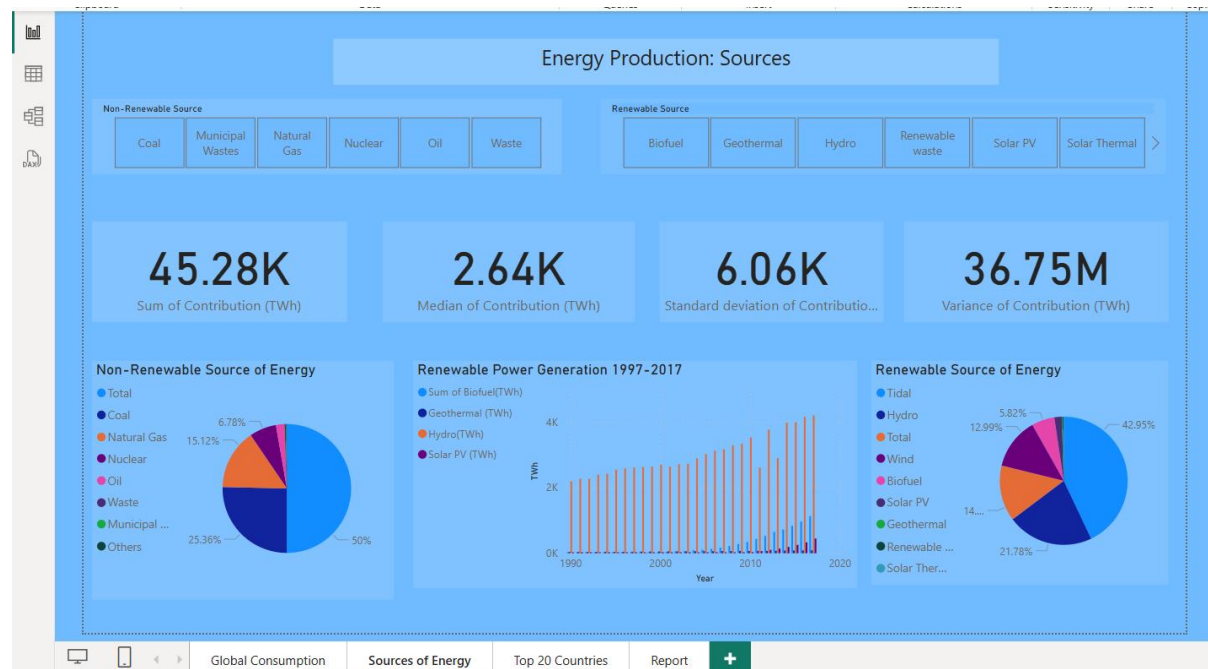 Energy Production: Sources
Non-Renewable Source
Coal
Municipal
Wastes
Natural
Gas
Nuclear
Oil
Waste
Renewable Source
Biofuel
Geothermal
Hydro
Renewable
waste
Solar PV
Solar Thermal
45.28K
Sum of Contribution (TWh)
2.64K
Median of Contribution (TWh)
6.06K
Standard deviation of Contributio...
36.75M
Variance of Contribution (TWh)
Non-Renewable Source of Energy
Total
Coal
Natural Gas
Nuclear
Oil
Waste
Municipal ...
Others
6.78%
15.12%
25.36%
50%
Renewable Power Generation 1997-2017
Sum of Biofuel(TWh)
Geothermal (TWh)
Hydro(TWh)
Solar PV (TWh)
TWh
4K
2K
0K
1990
2000
2010
2020
Year
Renewable Source of Energy
Tidal
Hydro
Total
Wind
Biofuel
Solar PV
Geothermal
Renewable ...
Solar Ther...
5.82%
12.99%
42.95%
14....
21.78%
DAX
Global Consumption
Sources of Energy
Top 20 Countries
Report